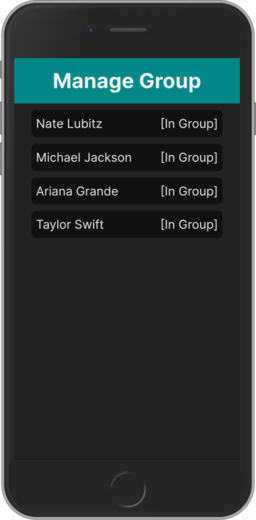 Manage Group
Nate Lubitz [In Group]
Michael Jackson [In Group]
Ariana Grande [In Group]
Taylor Swift [In Group]